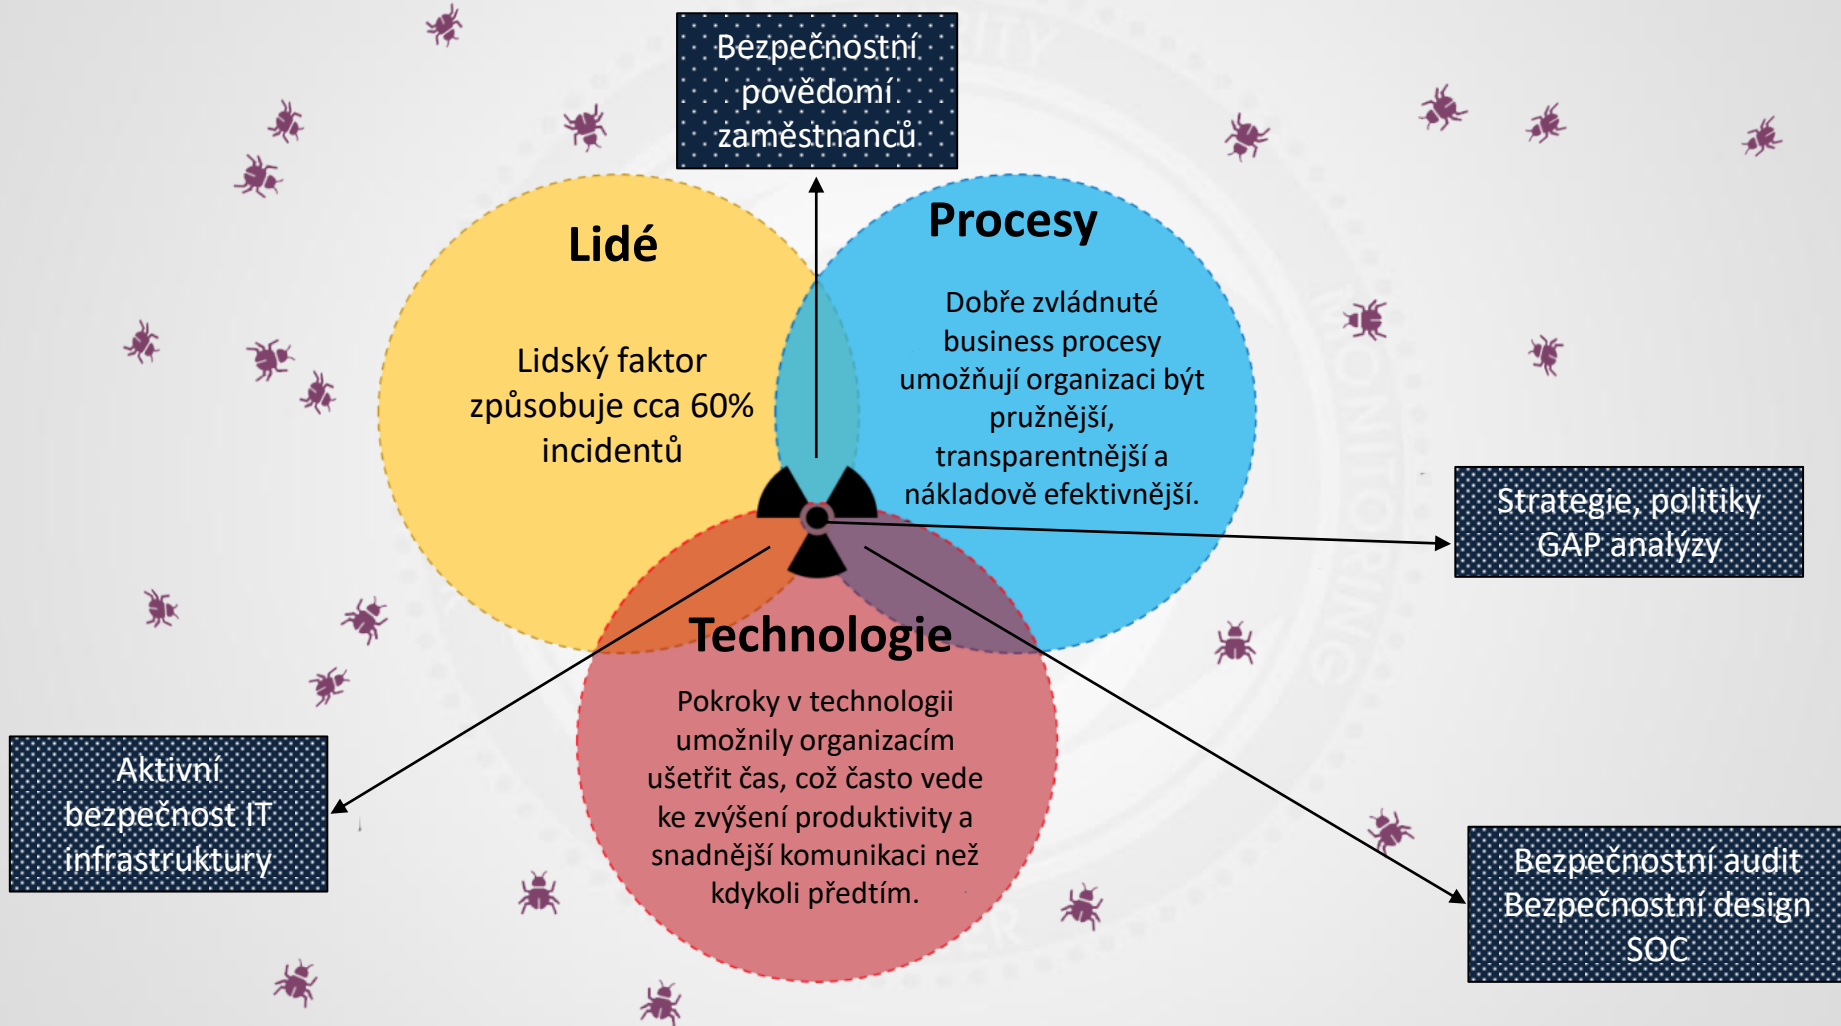 Bezpečnostní
povědomí
zaměstnanců
Lidé
Lidský faktor
způsobuje cca 60%
incidentů
Procesy
Dobře zvládnuté
business procesy
umožňují organizaci být
pružnější,
transparentnější a
nákladově efektivnější.
Strategie, politiky
GAP analýzy
Technologie
Pokroky v technologii
umožnily organizacím
ušetřit čas, což často vede
ke zvýšení produktivity a
snadnější komunikaci než
kdykoli předtím.
Aktivní
bezpečnost IT
infrastruktury
Bezpečnostní audit
Bezpečnostní design
SOC
MONITORING